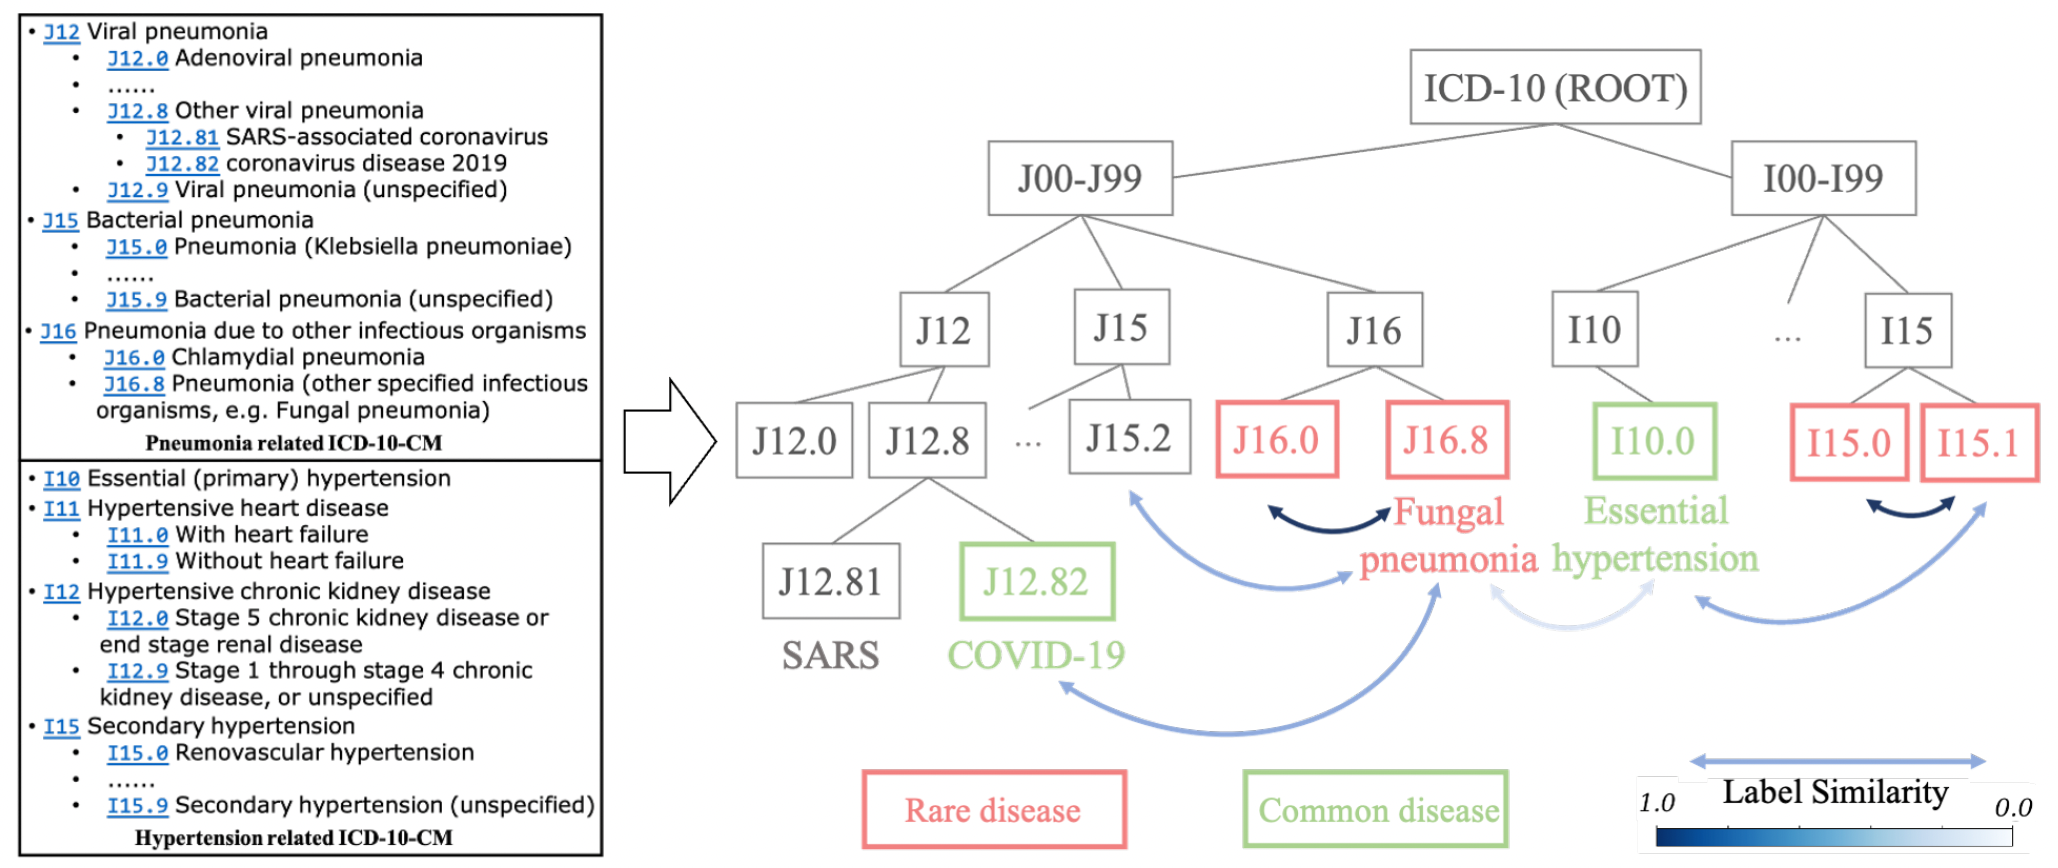 • J12 Viral pneumonia
• J12.0 Adenoviral pneumonia
• ......
• J12.8 Other viral pneumonia
• J12.81 SARS-associated coronavirus
• J12.82 coronavirus disease 2019
• J12.9 Viral pneumonia (unspecified)
• J15 Bacterial pneumonia
• J15.0 Pneumonia (Klebsiella pneumoniae)
• ......
• J15.9 Bacterial pneumonia (unspecified)
• J16 Pneumonia due to other infectious organisms
• J16.0 Chlamydial pneumonia
• J16.8 Pneumonia (other specified infectious
organisms, e.g. Fungal pneumonia)
Pneumonia related ICD-10-CM
• I10 Essential (primary) hypertension
• I11 Hypertensive heart disease
• I11.0 With heart failure
• I11.9 Without heart failure
• I12 Hypertensive chronic kidney disease
• I12.0 Stage 5 chronic kidney disease or
end stage renal disease
• I12.9 Stage 1 through stage 4 chronic
kidney disease, or unspecified
• I15 Secondary hypertension
• I15.0 Renovascular hypertension
• ......
• I15.9 Secondary hypertension (unspecified)
Hypertension related ICD-10-CM
ICD-10 (ROOT)
J00-J99
I00-I99
J12
J15
J16
I10
...
I15
J12.0
J12.8
...
J15.2
J16.0
J16.8
I10.0
I15.0
I15.1
Fungal
pneumonia
Essential
hypertension
J12.81
J12.82
SARS
COVID-19
Rare disease
Common disease
Label Similarity
1.0
0.0